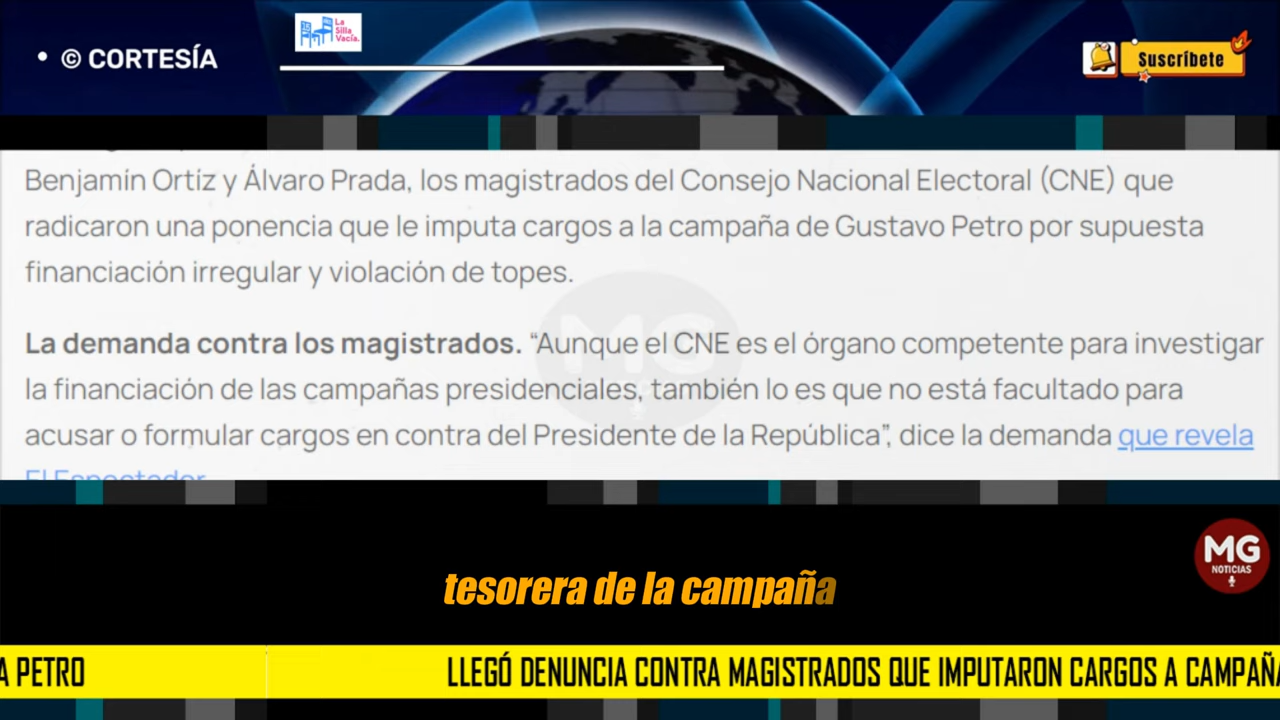 • © CORTESÍA
La
Silla
Vacía.
Suscríbete
Benjamín Ortíz y Álvaro Prada, los magistrados del Consejo Nacional Electoral (CNE) que
radicaron una ponencia que le imputa cargos a la campaña de Gustavo Petro por supuesta
financiación irregular y violación de topes.
La demanda contra los magistrados. “Aunque el CNE es el órgano competente para investigar
la financiación de las campañas presidenciales, también lo es que no está facultado para
acusar o formular cargos en contra del Presidente de la República”, dice la demanda que revela
El Espectador
MG
MG
NOTICIAS
tesorera de la campaña
A PETRO
LLEGÓ DENUNCIA CONTRA MAGISTRADOS QUE IMPUTARON CARGOS A CAMPAÑA